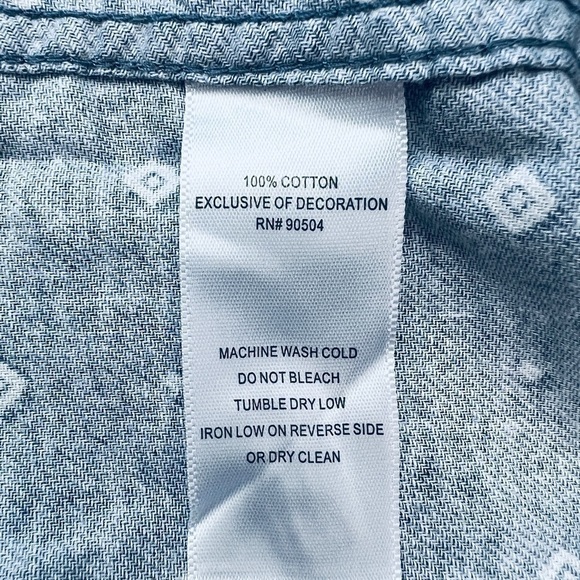 100% COTTON
EXCLUSIVE OF DECORATION
RN# 90504
MACHINE WASH COLD
DO NOT BLEACH
TUMBLE DRY LOW
IRON LOW ON REVERSE SIDE
OR DRY CLEAN